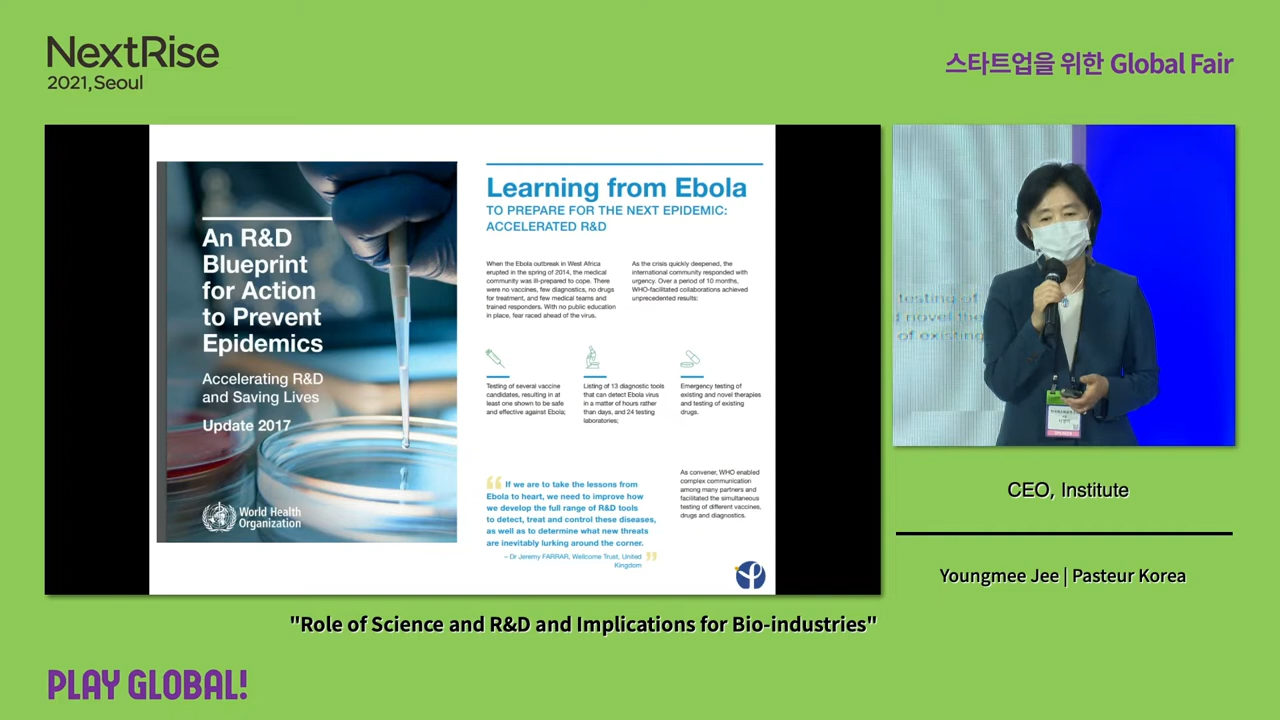 NextRise
2021,Seoul
스타트업을 위한 Global Fair
An R&D
Blueprint
for Action
to Prevent
Epidemics
Accelerating R&D
and Saving Lives
Update 2017
World Health
Organization
Learning from Ebola
TO PREPARE FOR THE NEXT EPIDEMIC:
ACCELERATED R&D
When the Ebola outbreak in West Africa
erupted in the spring of 2014, the medical
community was ill-prepared to cope. There
were no vaccines, few diagnostics, no drugs
for treatment, and few medical teams and
trained responders. With no public education
in place, fear raced ahead of the virus.
As the crisis quickly deepened, the
international community responded with
urgency. Over a period of 10 months,
WHO-facilitated collaborations achieved
unprecedented results:
Testing of several vaccine
candidates, resulting in at
least one shown to be safe
and effective against Ebola;
Listing of 13 diagnostic tools
that can detect Ebola virus
in a matter of hours rather
than days, and 24 testing
laboratories;
Emergency testing of
existing and novel therapies
and testing of existing
drugs.
“ If we are to take the lessons from
Ebola to heart, we need to improve how
we develop the full range of R&D tools
to detect, treat and control these diseases,
as well as to determine what new threats
are inevitably lurking around the corner.
– Dr Jeremy FARRAR, Wellcome Trust, United ”
Kingdom
As convener, WHO enabled
complex communication
among many partners and
facilitated the simultaneous
testing of different vaccines,
drugs and diagnostics.
testing of
novel the
of existing
CEO, Institute
Youngmee Jee | Pasteur Korea
"Role of Science and R&D and Implications for Bio-industries"
PLAY GLOBAL!